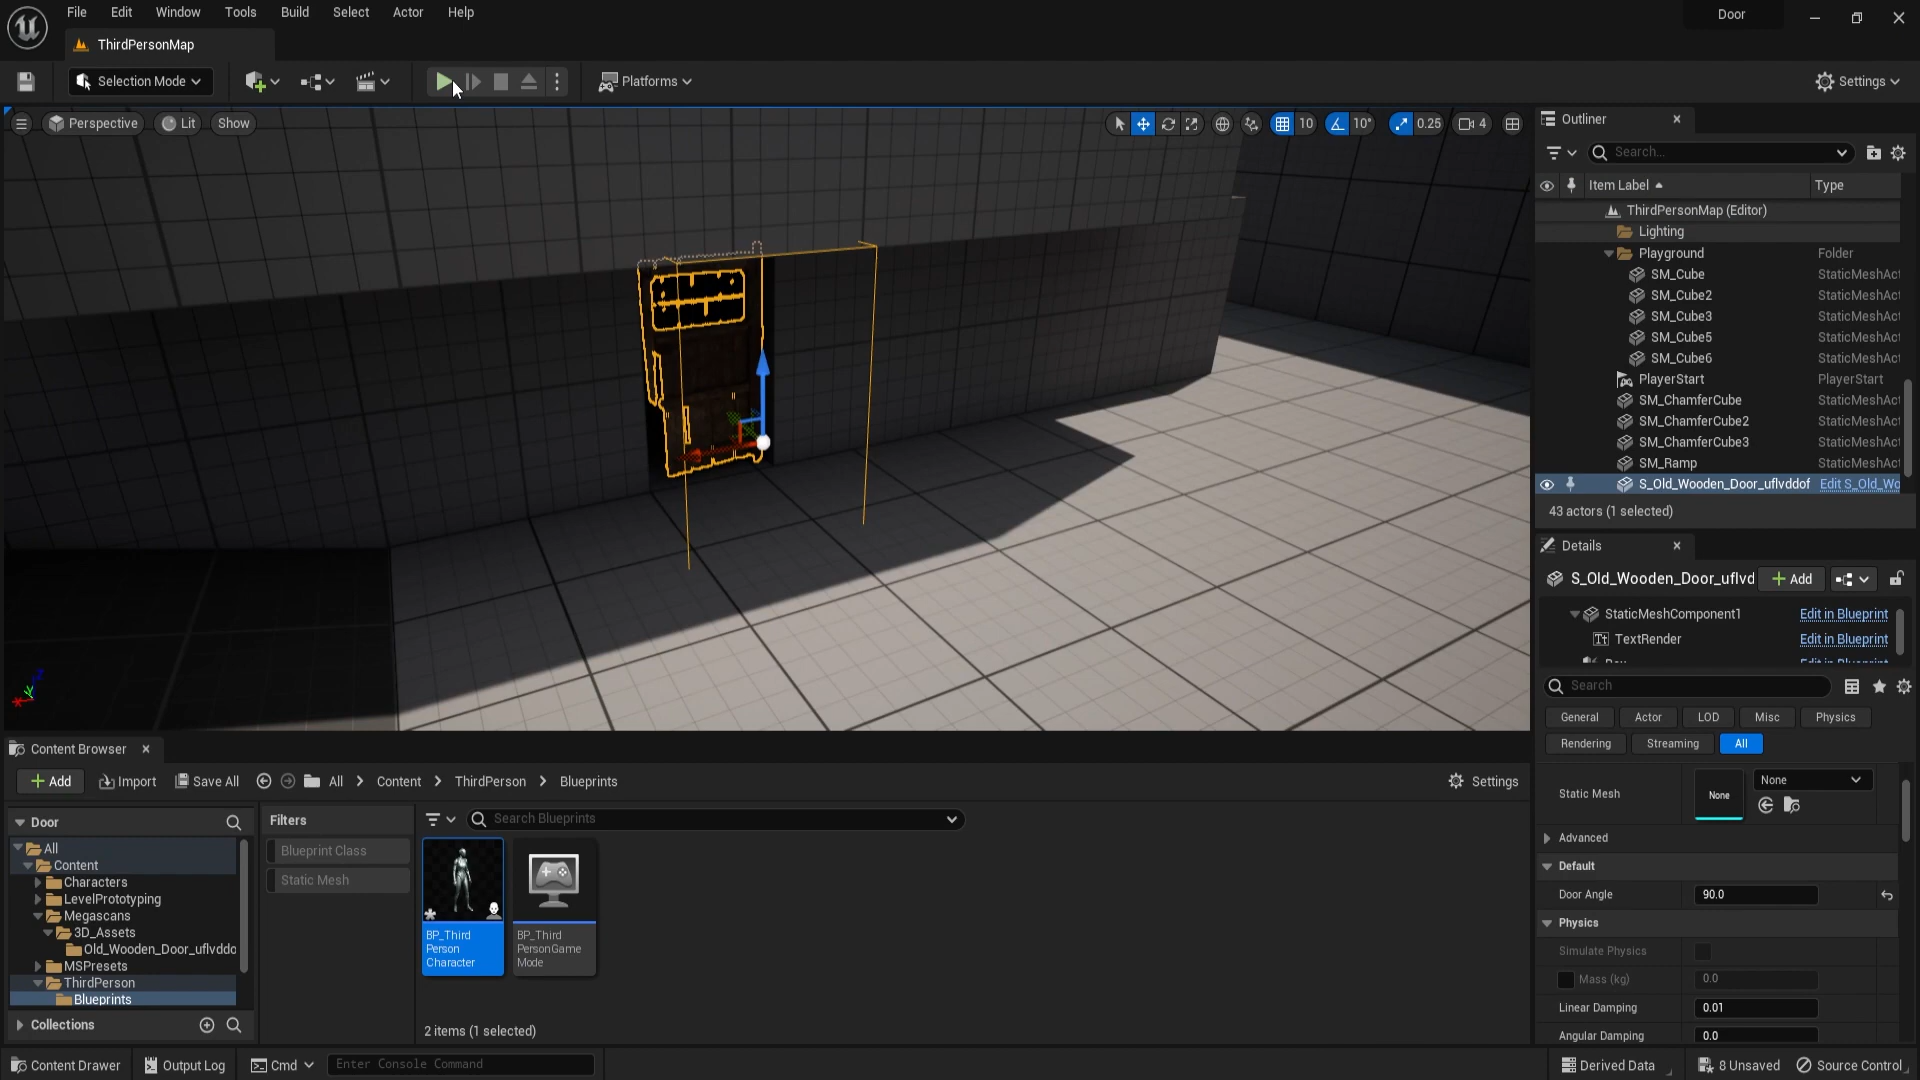 File Edit Window Tools Build Select Actor Help
Door
ThirdPersonMap
Selection Mode
Platforms
Settings
Perspective Lit Show
10 10° 0.25 4
Outliner
Search...
Item Label Type
ThirdPersonMap (Editor)
Lighting
Playground Folder
SM_Cube StaticMeshAct
SM_Cube2 StaticMeshAct
SM_Cube3 StaticMeshAct
SM_Cube5 StaticMeshAct
SM_Cube6 StaticMeshAct
PlayerStart PlayerStart
SM_ChamferCube StaticMeshAct
SM_ChamferCube2 StaticMeshAct
SM_ChamferCube3 StaticMeshAct
SM_Ramp StaticMeshAct
S_Old_Wooden_Door_uflvddof Edit S_Old_Wo
43 actors (1 selected)
Details
S_Old_Wooden_Door_uflvd Add
StaticMeshComponent1 Edit in Blueprint
TextRender Edit in Blueprint
Search
General Actor LOD Misc Physics
Rendering Streaming All
Static Mesh None None
Advanced
Default
Door Angle 90.0
Physics
Simulate Physics
Mass (kg) 0.0
Linear Damping 0.01
Angular Damping 0.0
Content Browser
Add Import Save All All Content ThirdPerson Blueprints Settings
Door
All
Content
Characters
LevelPrototyping
Megascans
3D_Assets
Old_Wooden_Door_uflvddo
MSPresets
ThirdPerson
Blueprints
Collections
Filters
Blueprint Class
Static Mesh
Search Blueprints
BP_Third
Person
Character
BP_Third
PersonGame
Mode
2 items (1 selected)
Content Drawer Output Log Cmd Enter Console Command
Derived Data 8 Unsaved Source Control